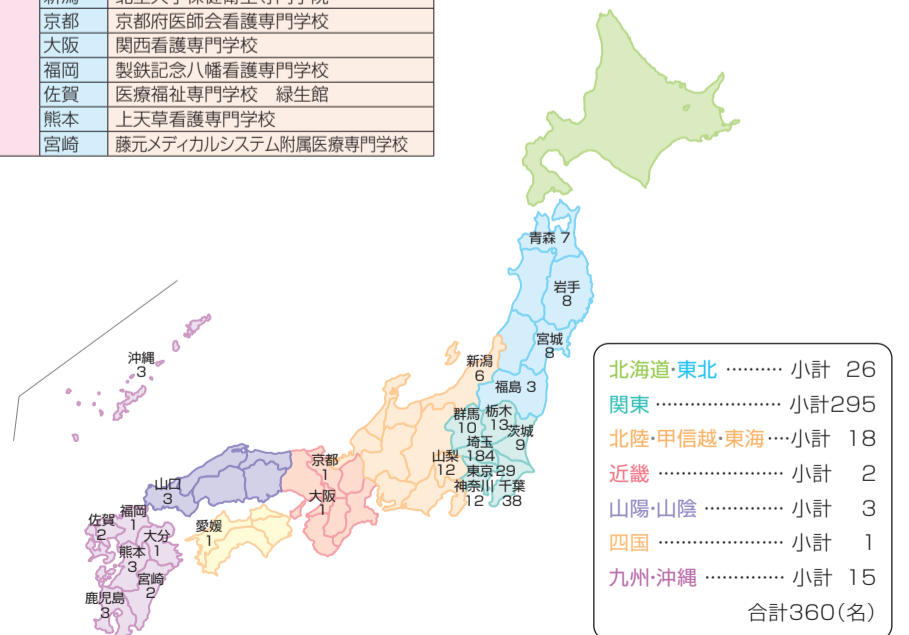 京都 京都府医師会看護専門学校
大阪 関西看護専門学校
福岡 製鉄記念八幡看護専門学校
佐賀 医療福祉専門学校 緑生館
熊本 上天草看護専門学校
宮崎 藤元メディカルシステム附属医療専門学校
青森 7
岩手
8
宮城
8
福島 3
新潟
6
群馬
10
栃木
13
茨城
9
埼玉
184
山梨
12
東京 29
神奈川
12
千葉
38
沖縄
3
京都
1
大阪
1
山口
3
愛媛
1
福岡
1
佐賀
2
大分
1
熊本
3
宮崎
2
鹿児島
3
北海道·東北 ·········· 小計 26
関東 ······················ 小計295
北陸·甲信越·東海····小計 18
近畿 ······················ 小計 2
山陽·山陰 ·············· 小計 3
四国 ······················ 小計 1
九州·沖縄 ·············· 小計 15
合計360(名)